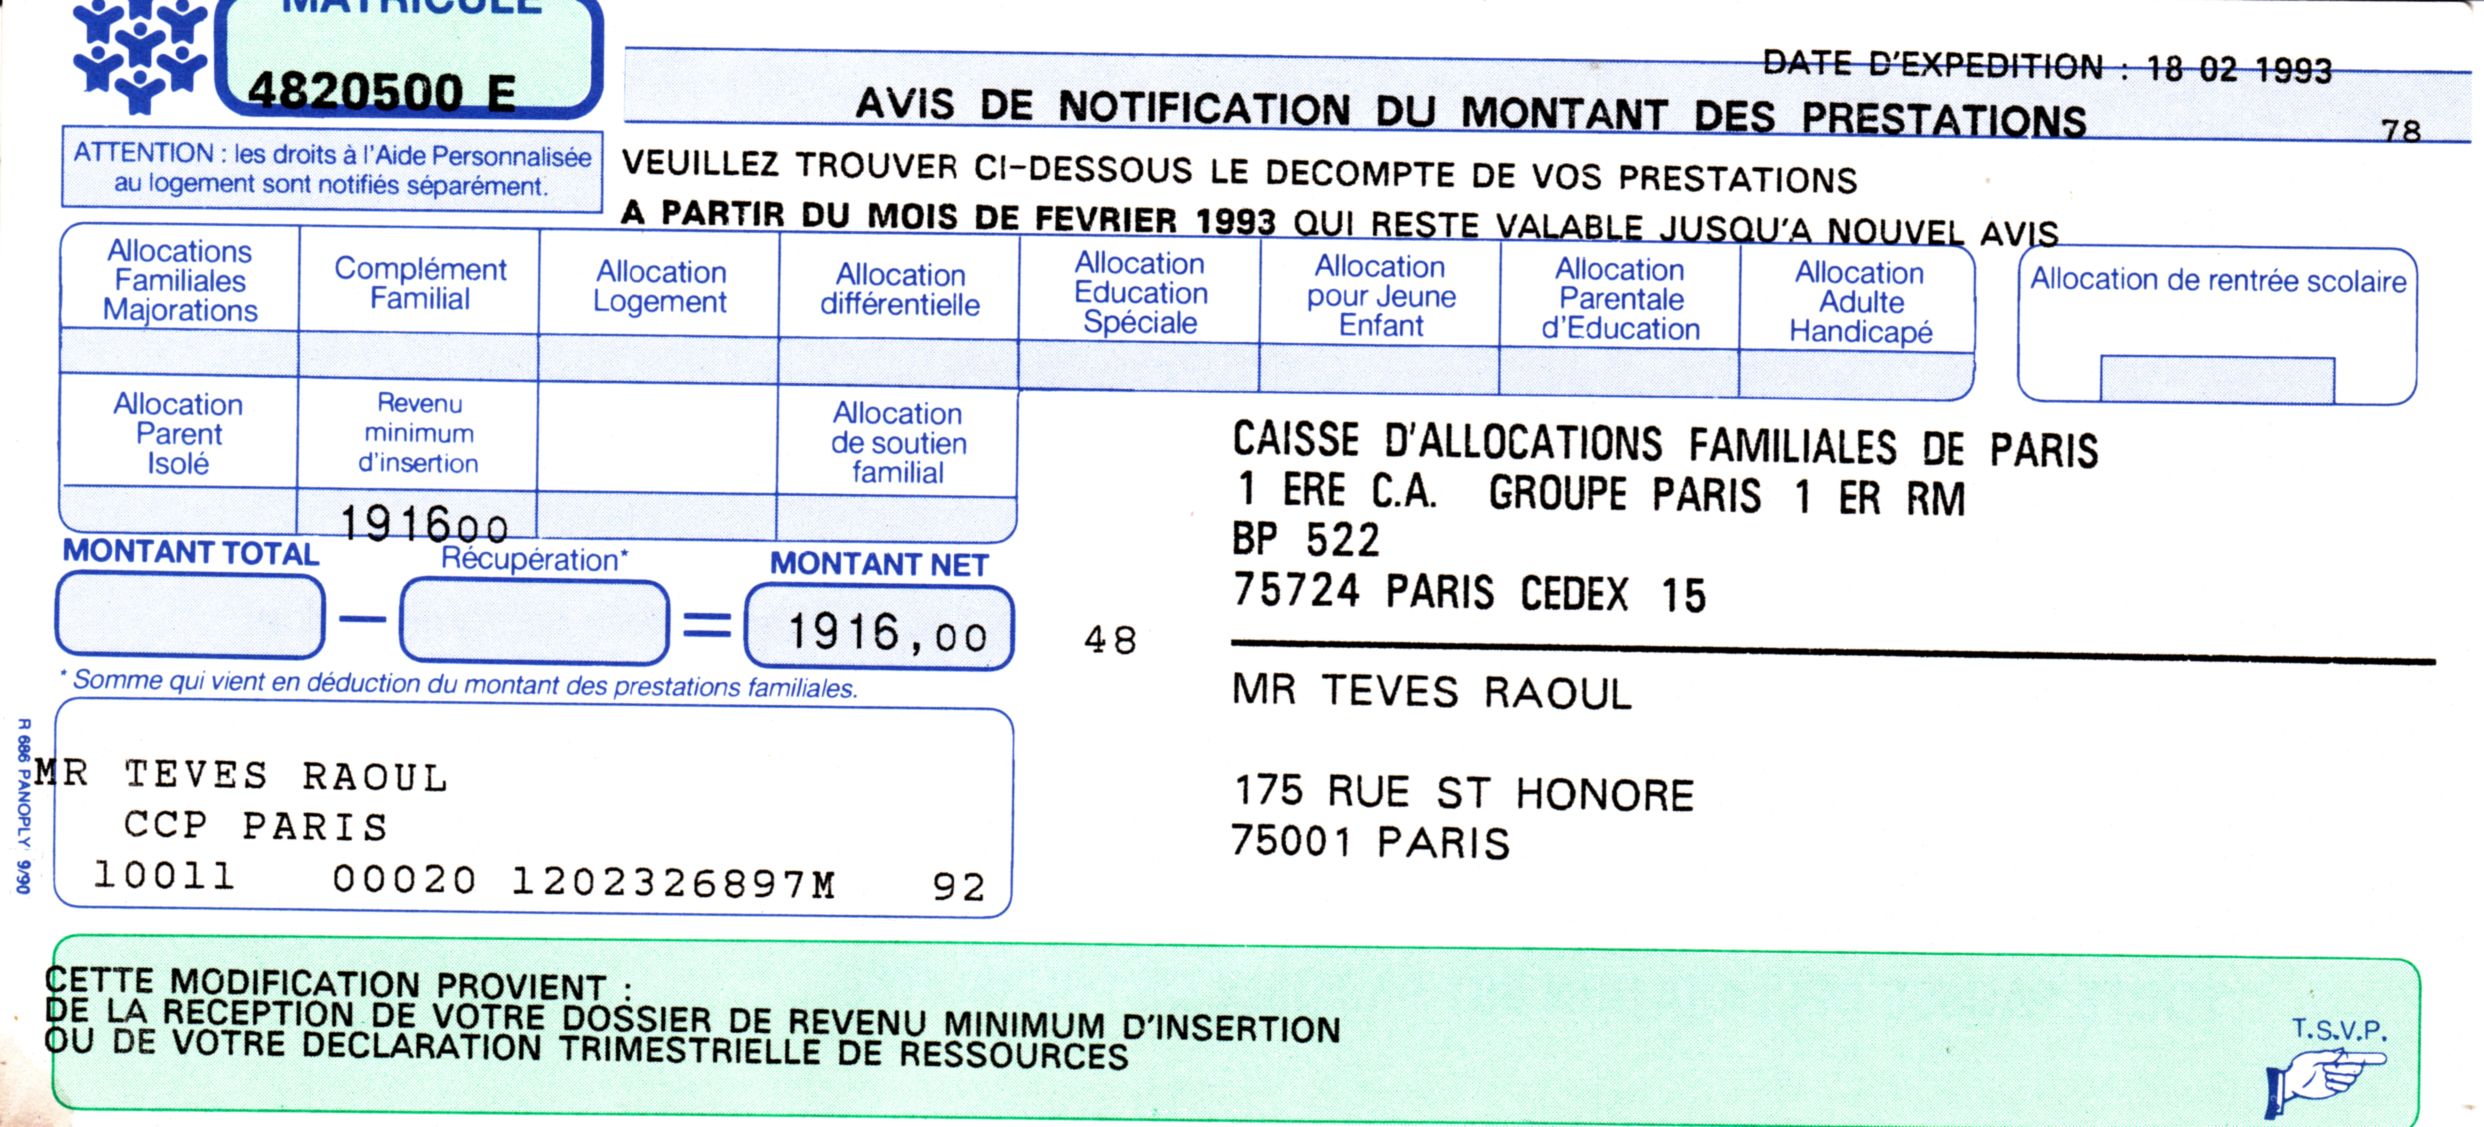 MATRICULE
4820500 E
DATE D'EXPEDITION : 18 02 1993
AVIS DE NOTIFICATION DU MONTANT DES PRESTATIONS
78
ATTENTION : les droits à l'Aide Personnalisée
au logement sont notifiés séparément.
VEUILLEZ TROUVER CI-DESSOUS LE DECOMPTE DE VOS PRESTATIONS
A PARTIR DU MOIS DE FEVRIER 1993 QUI RESTE VALABLE JUSQU'A NOUVEL AVIS
Allocations
Familiales
Majorations
Complément
Familial
Allocation
Logement
Allocation
différentielle
Allocation
Education
Spéciale
Allocation
pour Jeune
Enfant
Allocation
Parentale
d'Education
Allocation
Adulte
Handicapé
Allocation de rentrée scolaire
Allocation
Parent
Isolé
Revenu
minimum
d'insertion
Allocation
de soutien
familial
191600
MONTANT TOTAL
Récupération*
MONTANT NET
– = 1916,00
48
* Somme qui vient en déduction du montant des prestations familiales.
CAISSE D'ALLOCATIONS FAMILIALES DE PARIS
1 ERE C.A. GROUPE PARIS 1 ER RM
BP 522
75724 PARIS CEDEX 15
MR TEVES RAOUL
175 RUE ST HONORE
75001 PARIS
R 686 PANOPLY 9/90
MR TEVES RAOUL
CCP PARIS
10011 00020 1202326897M 92
CETTE MODIFICATION PROVIENT :
DE LA RECEPTION DE VOTRE DOSSIER DE REVENU MINIMUM D'INSERTION
OU DE VOTRE DECLARATION TRIMESTRIELLE DE RESSOURCES
T.S.V.P.